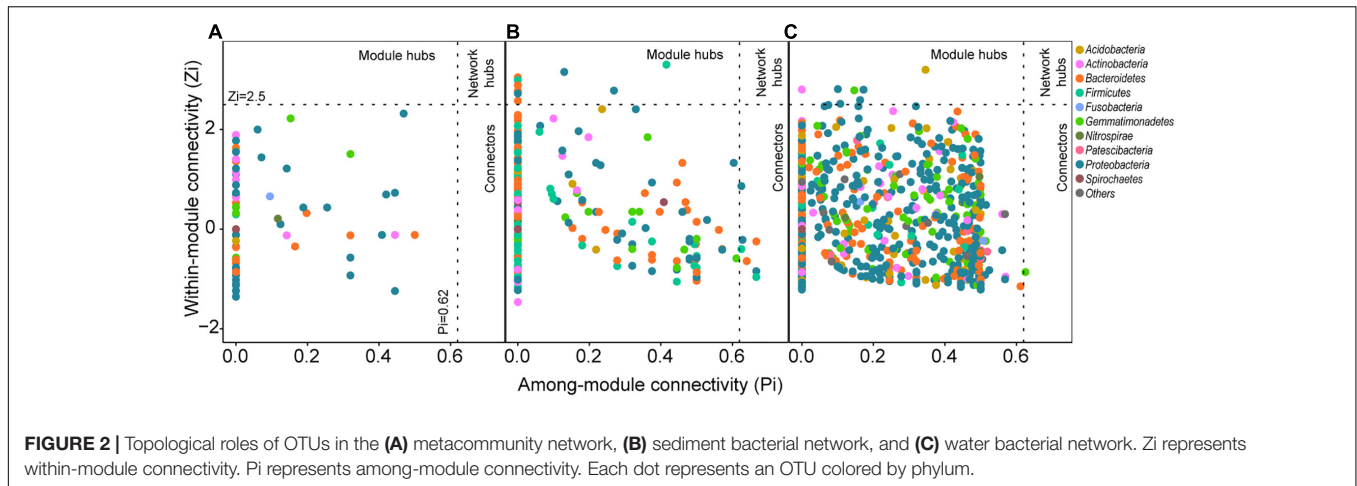 A
B
C
Module hubs
Network hubs
Module hubs
Network hubs
Module hubs
Network hubs
Zi=2.5
Connectors
Connectors
Connectors
Pi=0.62
Within-module connectivity (Zi)
2
0
−2
0.0 0.2 0.4 0.6
0.0 0.2 0.4 0.6
0.0 0.2 0.4 0.6
Among-module connectivity (Pi)
Acidobacteria
Actinobacteria
Bacteroidetes
Firmicutes
Fusobacteria
Gemmatimonadetes
Nitrospirae
Patescibacteria
Proteobacteria
Spirochaetes
Others
FIGURE 2 | Topological roles of OTUs in the (A) metacommunity network, (B) sediment bacterial network, and (C) water bacterial network. Zi represents
within-module connectivity. Pi represents among-module connectivity. Each dot represents an OTU colored by phylum.